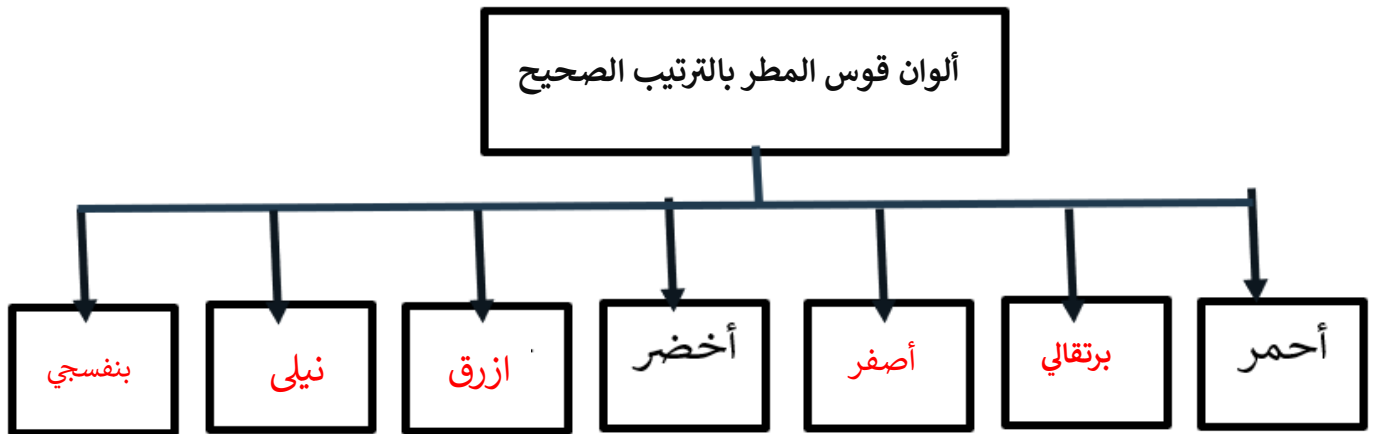 ألوان قوس المطر بالترتيب الصحيح
أحمر
برتقالي
أصفر
أخضر
ازرق
نيلى
بنفسجي